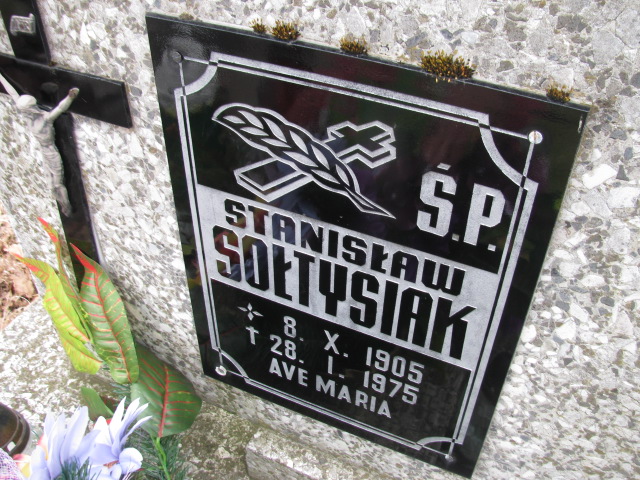 Ś.P.
STANISŁAW
SOŁTYSIAK
8. X. 1905
† 28. I. 1975
AVE MARIA